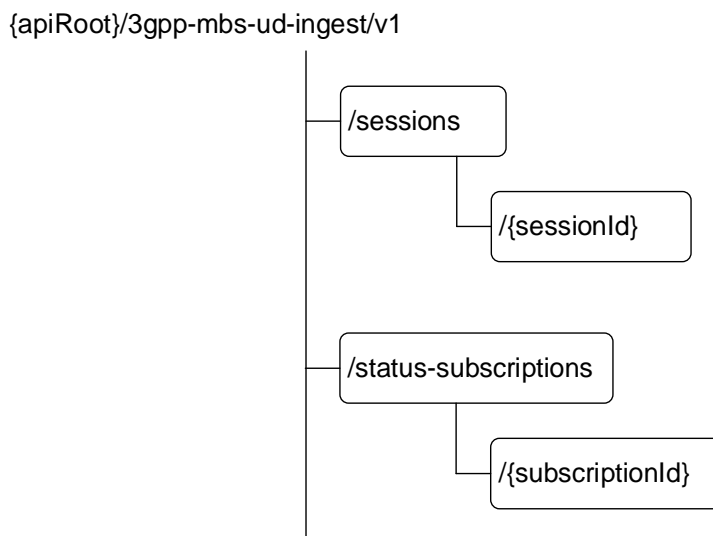 {apiRoot}/3gpp-mbs-ud-ingest/v1
/sessions
/{sessionId}
/status-subscriptions
/{subscriptionId}